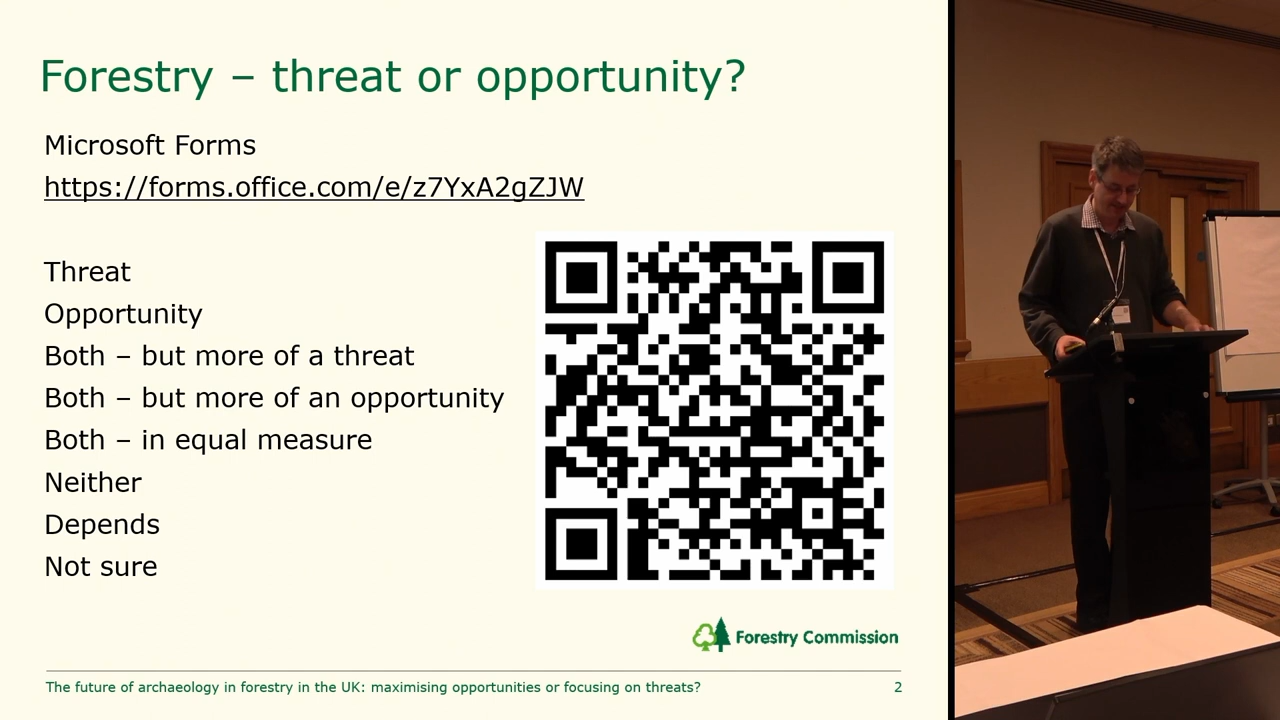 Forestry – threat or opportunity?
Microsoft Forms
https://forms.office.com/e/z7YxA2gZJW
Threat
Opportunity
Both – but more of a threat
Both – but more of an opportunity
Both – in equal measure
Neither
Depends
Not sure
Forestry Commission
The future of archaeology in forestry in the UK: maximising opportunities or focusing on threats? 2